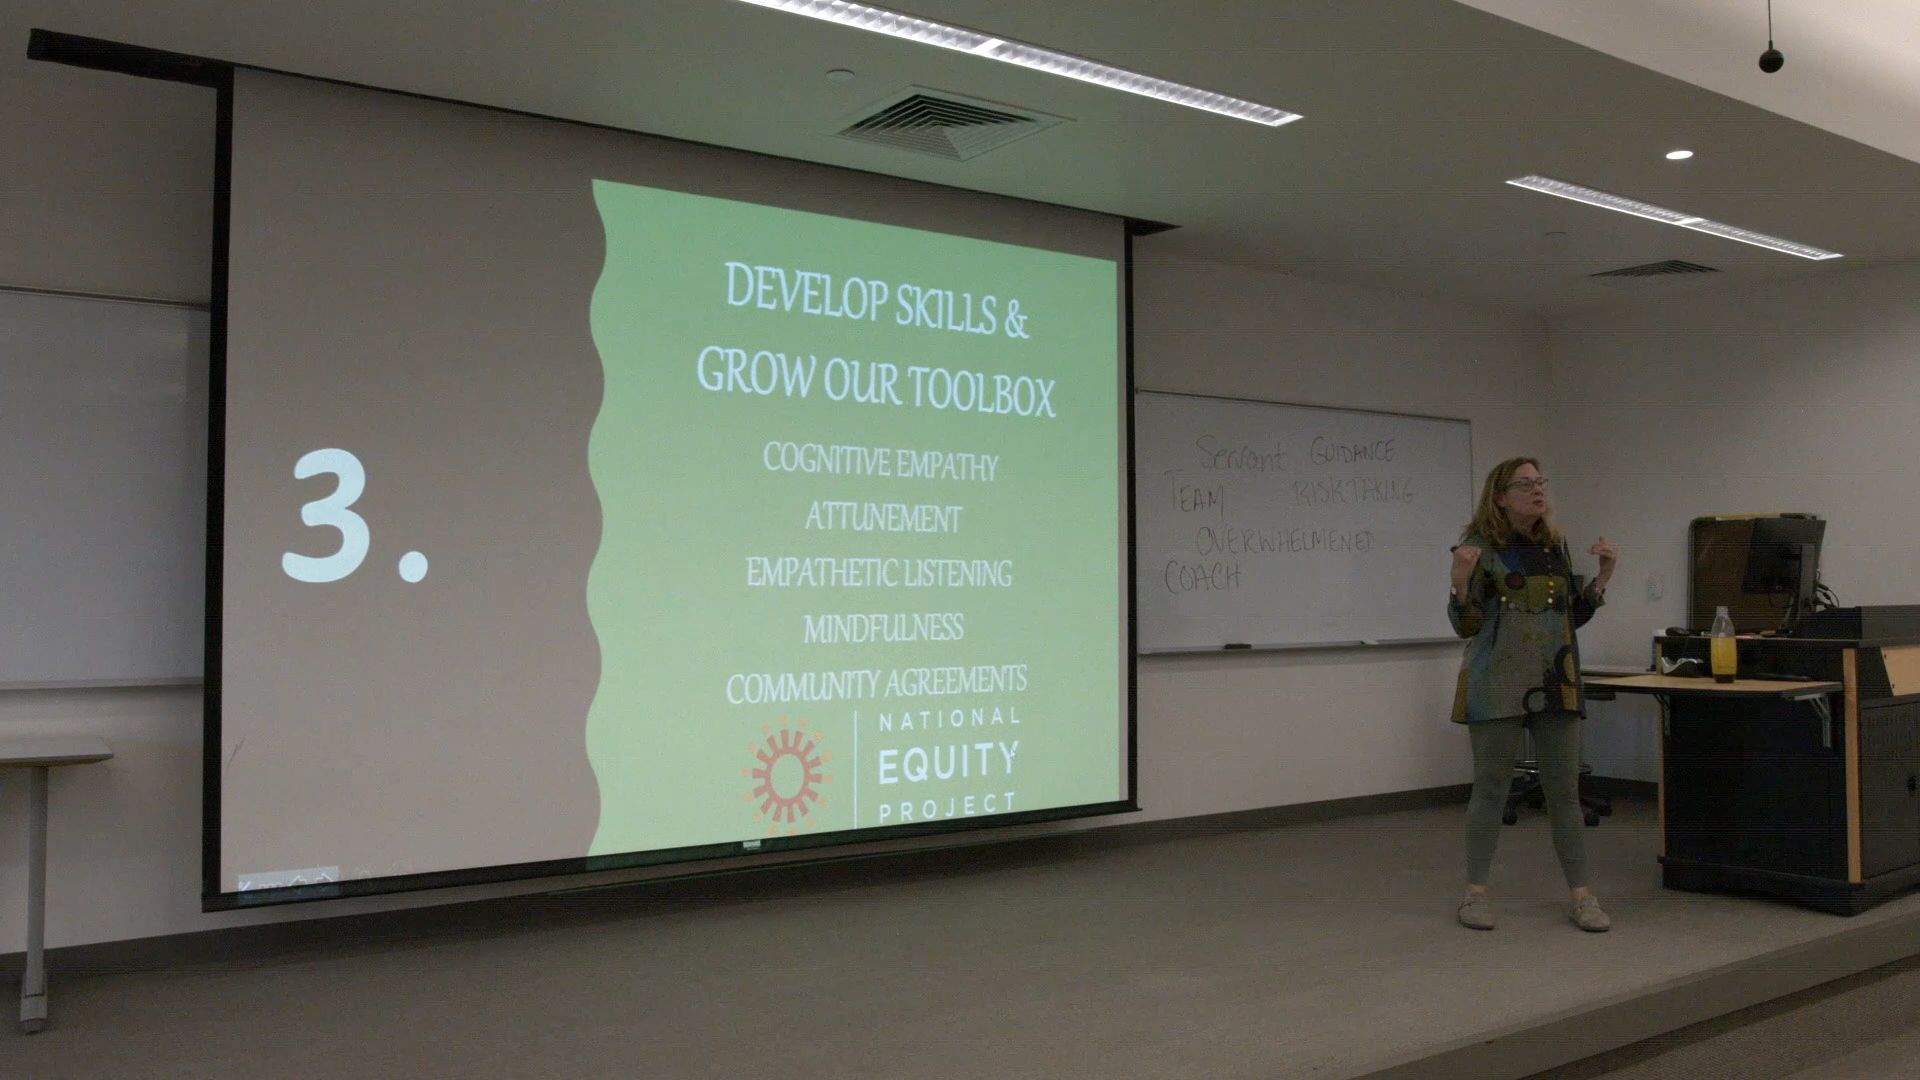 3.
DEVELOP SKILLS &
GROW OUR TOOLBOX
COGNITIVE EMPATHY
ATTUNEMENT
EMPATHETIC LISTENING
MINDFULNESS
COMMUNITY AGREEMENTS
NATIONAL
EQUITY
PROJECT
Servant GUIDANCE
TEAM RISKTAKING
OVERWHELMENED
COACH